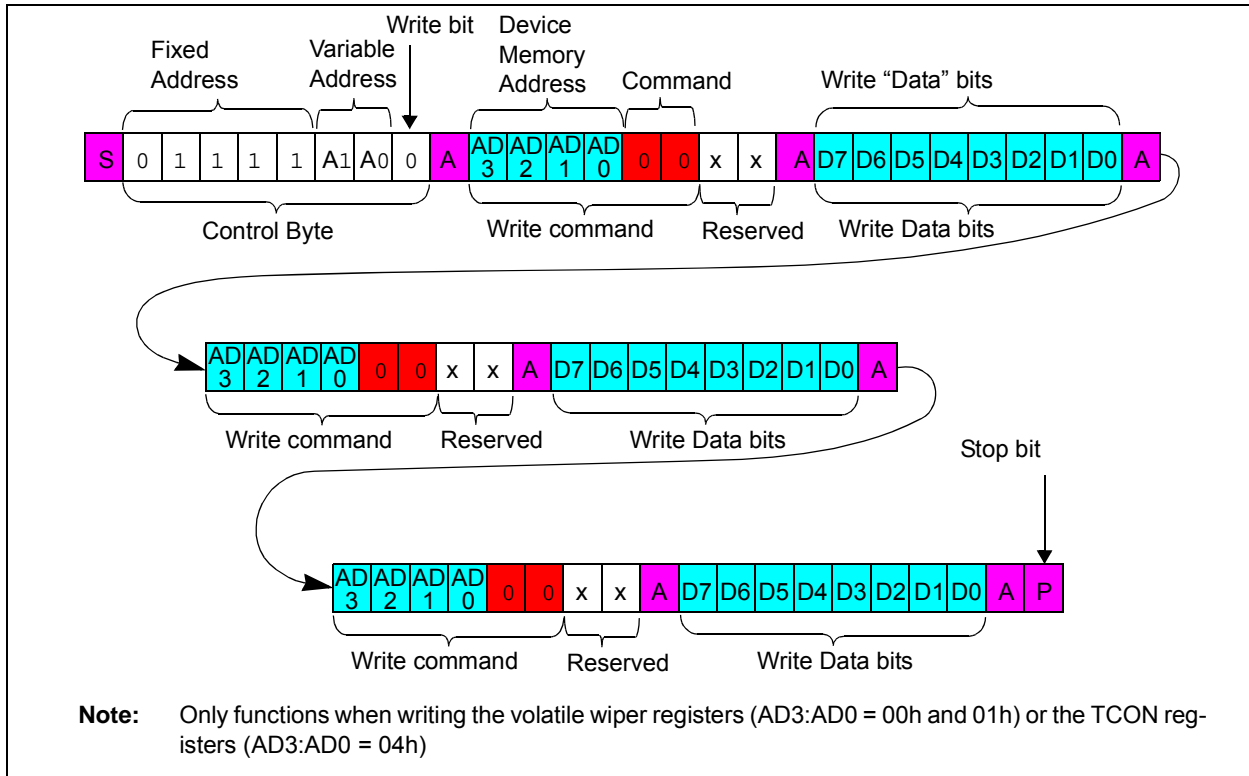 Write bit Device
Fixed Variable Memory
Address Address Address Command Write “Data” bits
S 0 1 1 1 1 A1 A0 0 A AD3 AD2 AD1 AD0 0 0 x x A D7 D6 D5 D4 D3 D2 D1 D0 A
Control Byte Write command Reserved Write Data bits
AD3 AD2 AD1 AD0 0 0 x x A D7 D6 D5 D4 D3 D2 D1 D0 A
Write command Reserved Write Data bits
Stop bit
AD3 AD2 AD1 AD0 0 0 x x A D7 D6 D5 D4 D3 D2 D1 D0 A P
Write command Reserved Write Data bits
Note: Only functions when writing the volatile wiper registers (AD3:AD0 = 00h and 01h) or the TCON reg-
isters (AD3:AD0 = 04h)